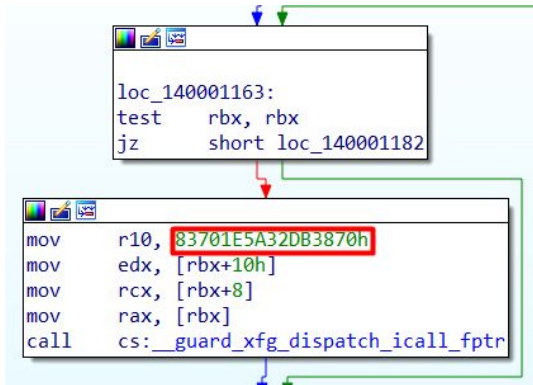 loc_140001163:
test rbx, rbx
jz short loc_140001182
mov r10, 83701E5A32DB3870h
mov edx, [rbx+10h]
mov rcx, [rbx+8]
mov rax, [rbx]
call cs:__guard_xfg_dispatch_icall_fptr